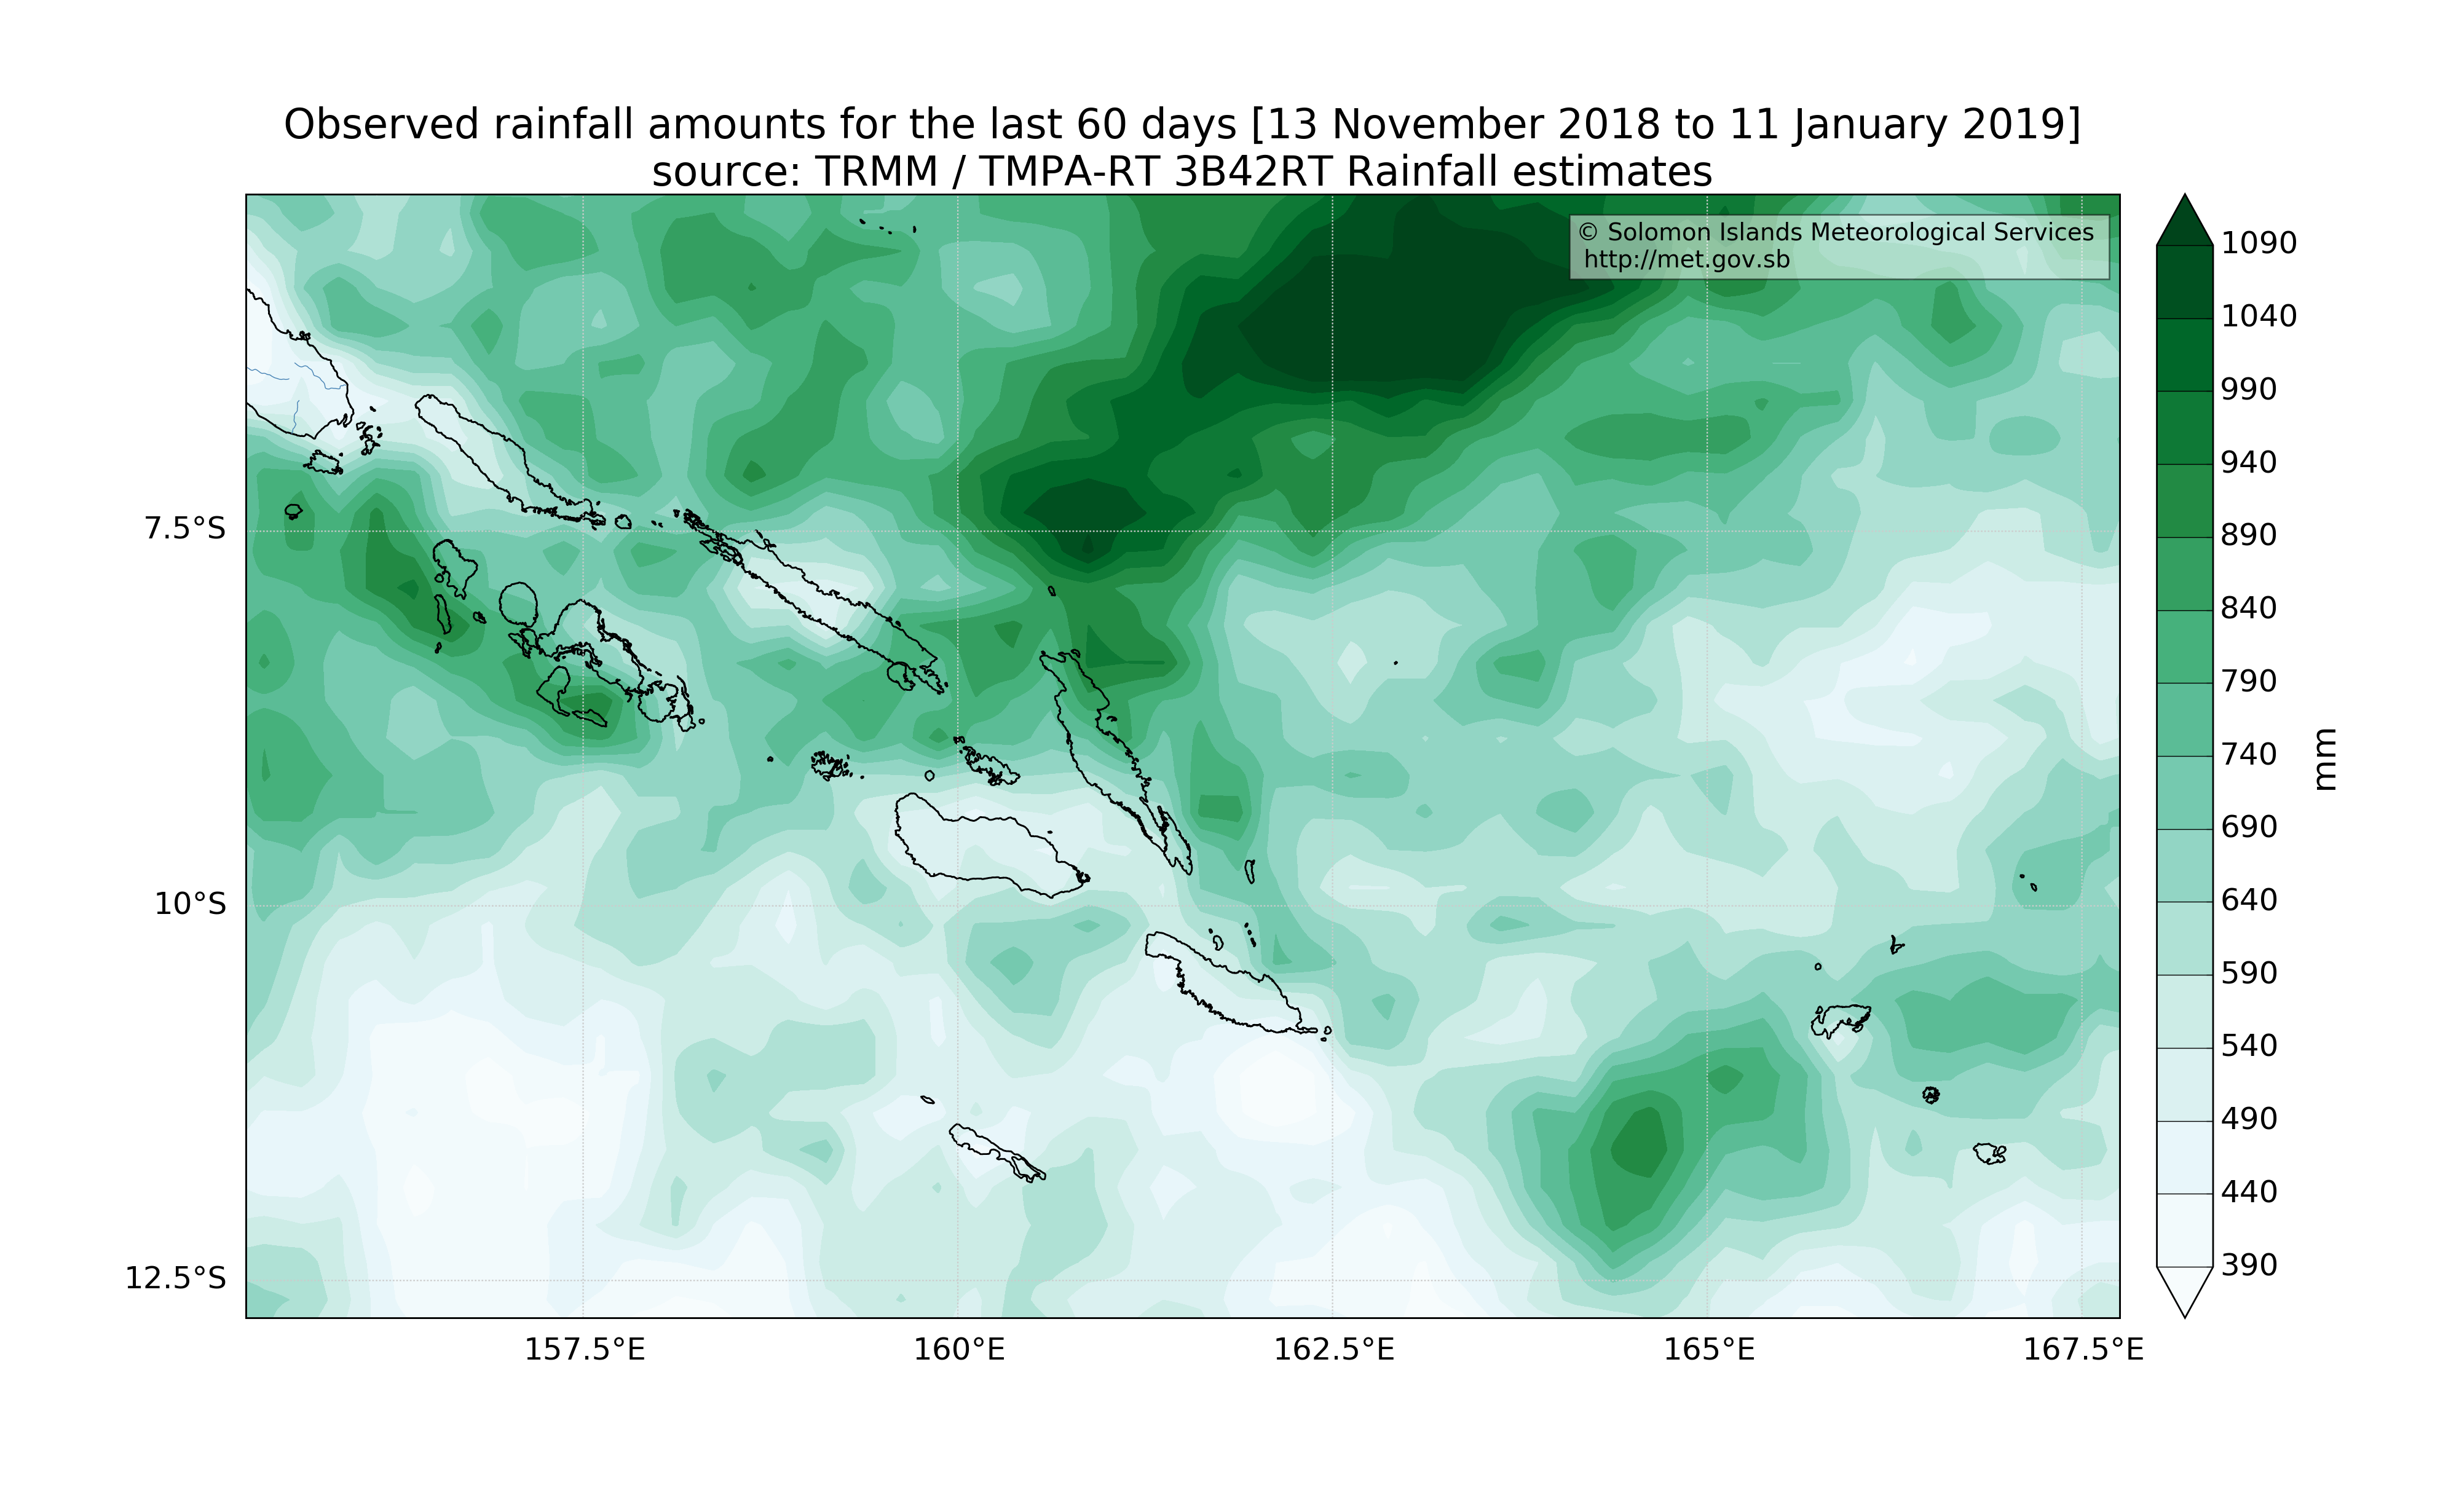 Observed rainfall amounts for the last 60 days [13 November 2018 to 11 January 2019]
source: TRMM / TMPA-RT 3B42RT Rainfall estimates
© Solomon Islands Meteorological Services
http://met.gov.sb
7.5°S
10°S
12.5°S
157.5°E
160°E
162.5°E
165°E
167.5°E
1090
1040
990
940
890
840
790
740
690
640
590
540
490
440
390
mm